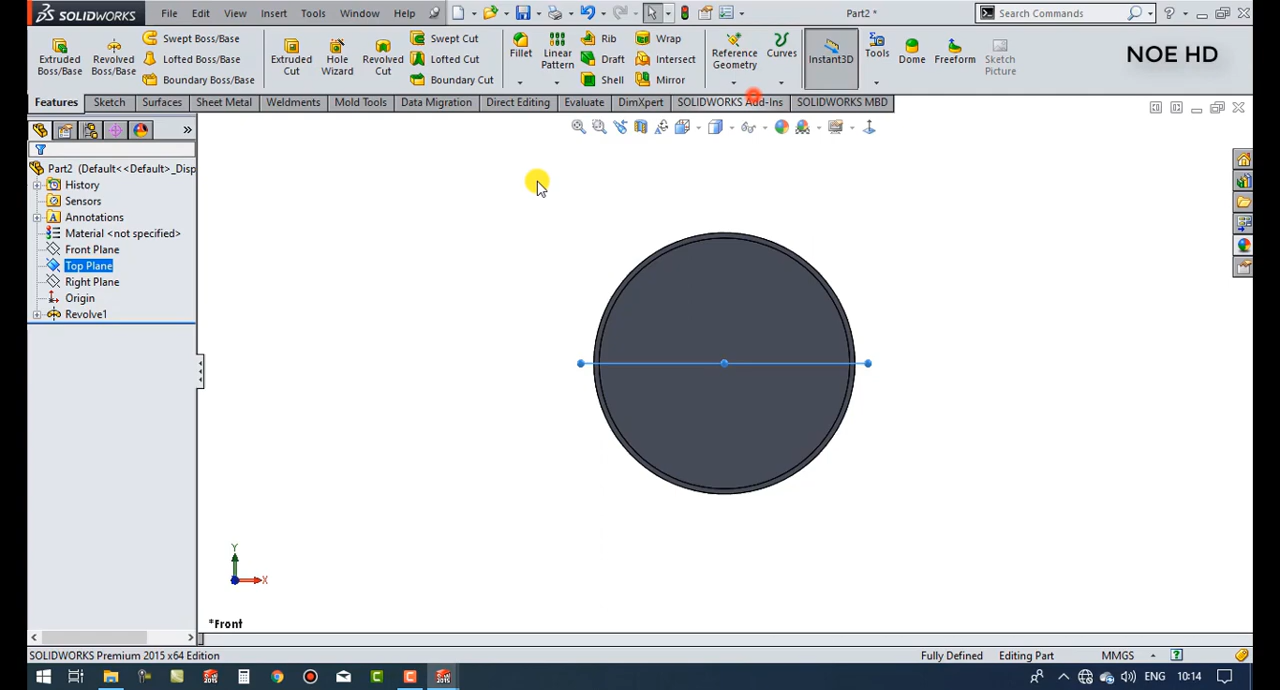 SOLIDWORKS File Edit View Insert Tools Window Help Part2 * Search Commands
Extruded Boss/Base
Revolved Boss/Base
Swept Boss/Base
Lofted Boss/Base
Boundary Boss/Base
Extruded Cut
Hole Wizard
Revolved Cut
Swept Cut
Lofted Cut
Boundary Cut
Fillet
Linear Pattern
Rib
Draft
Shell
Wrap
Intersect
Mirror
Reference Geometry
Curves
Instant3D
Tools
Dome
Freeform
Sketch Picture
NOE HD
Features Sketch Surfaces Sheet Metal Weldments Mold Tools Data Migration Direct Editing Evaluate DimXpert SOLIDWORKS Add-Ins SOLIDWORKS MBD
Part2 (Default<<Default>_Disp
History
Sensors
Annotations
Material <not specified>
Front Plane
Top Plane
Right Plane
Origin
Revolve1
Y
X
*Front
SOLIDWORKS Premium 2015 x64 Edition Fully Defined Editing Part MMGS
ENG 10:14